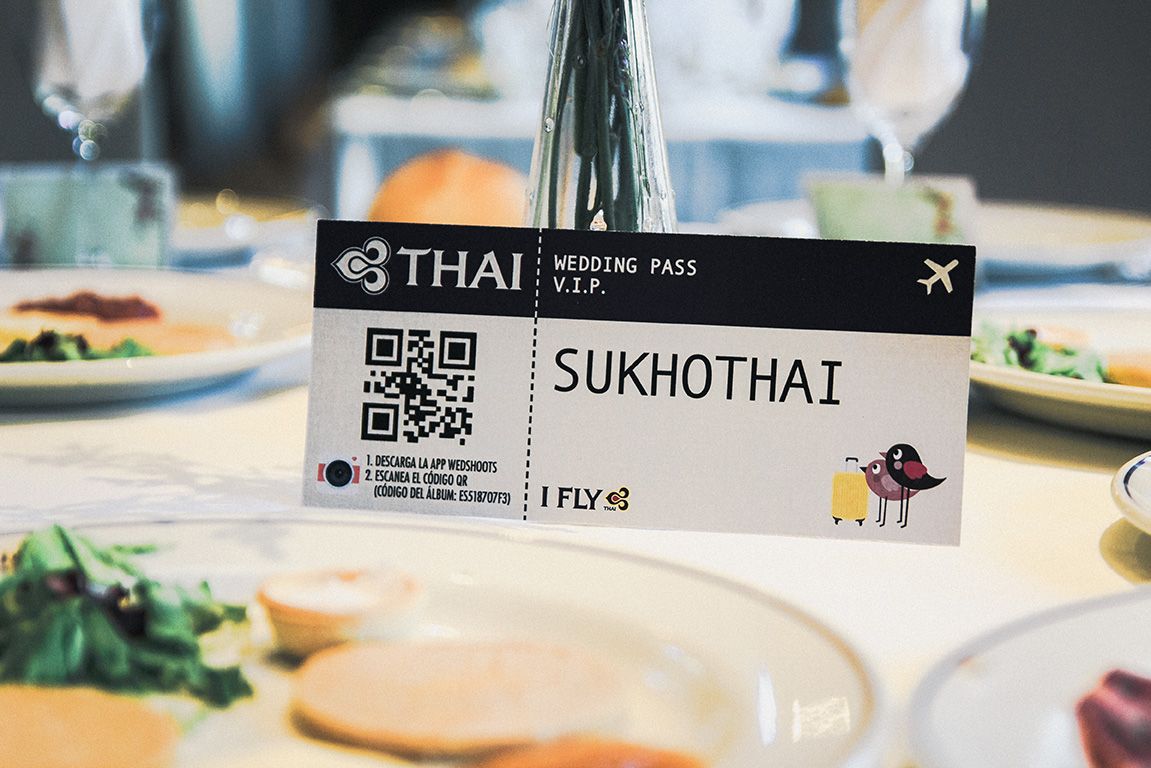 THAI
WEDDING PASS
V.I.P.
SUKHOTHAI
1. DESCARGA LA APP WEDSHOOTS
2. ESCANEA EL CÓDIGO QR
(CÓDIGO DEL ÁLBUM: ES518707F3)
I FLY THAI